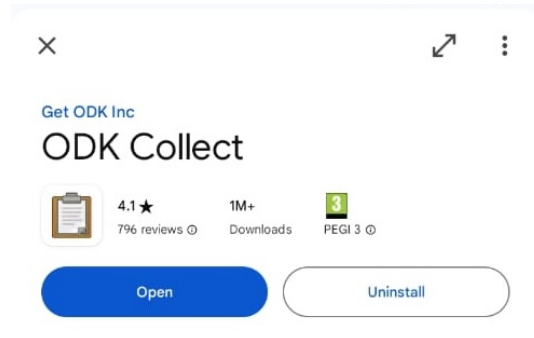 Get ODK Inc
ODK Collect
4.1★ 1M+ 3
796 reviews ⓘ Downloads PEGI 3 ⓘ
Open Uninstall